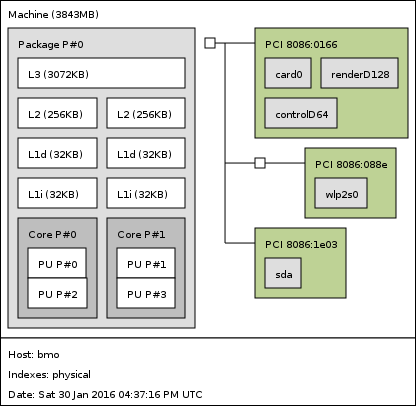 Machine (3843MB)
Package P#0
L3 (3072KB)
L2 (256KB)
L2 (256KB)
L1d (32KB)
L1d (32KB)
L1i (32KB)
L1i (32KB)
Core P#0
PU P#0
PU P#2
Core P#1
PU P#1
PU P#3
PCI 8086:0166
card0
renderD128
controlD64
PCI 8086:088e
wlp2s0
PCI 8086:1e03
sda
Host: bmo
Indexes: physical
Date: Sat 30 Jan 2016 04:37:16 PM UTC